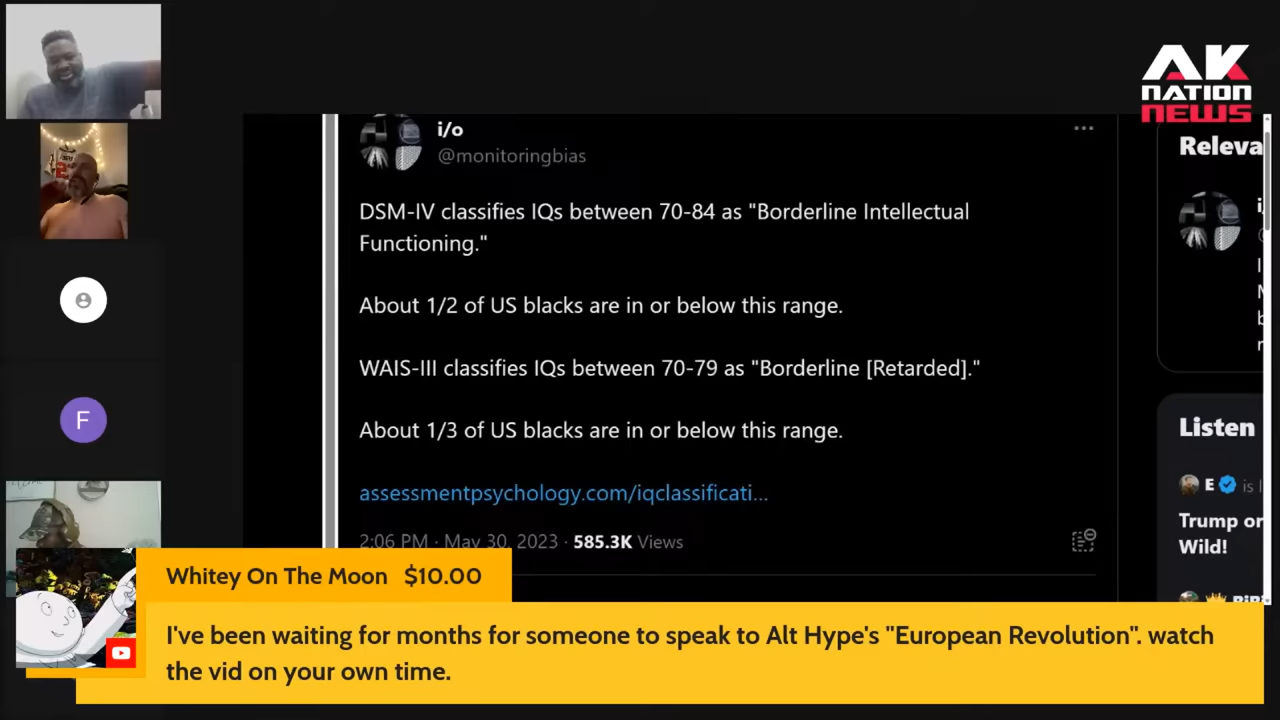 AK
NATION
NEWS
i/o
@monitoringbias
DSM-IV classifies IQs between 70-84 as "Borderline Intellectual
Functioning."
About 1/2 of US blacks are in or below this range.
WAIS-III classifies IQs between 70-79 as "Borderline [Retarded]."
About 1/3 of US blacks are in or below this range.
assessmentpsychology.com/iqclassificati...
2:06 PM · May 30, 2023 · 585.3K Views
Releva
Listen
E is l
Trump or
Wild!
F
Whitey On The Moon $10.00
I've been waiting for months for someone to speak to Alt Hype's "European Revolution". watch
the vid on your own time.